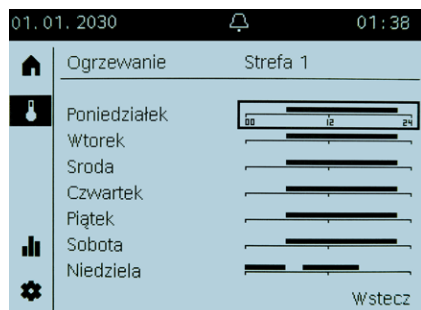 01. 01. 2030 01:38
Ogrzewanie Strefa 1
Poniedziałek
00 12 24
Wtorek
Sroda
Czwartek
Piątek
Sobota
Niedziela
Wstecz